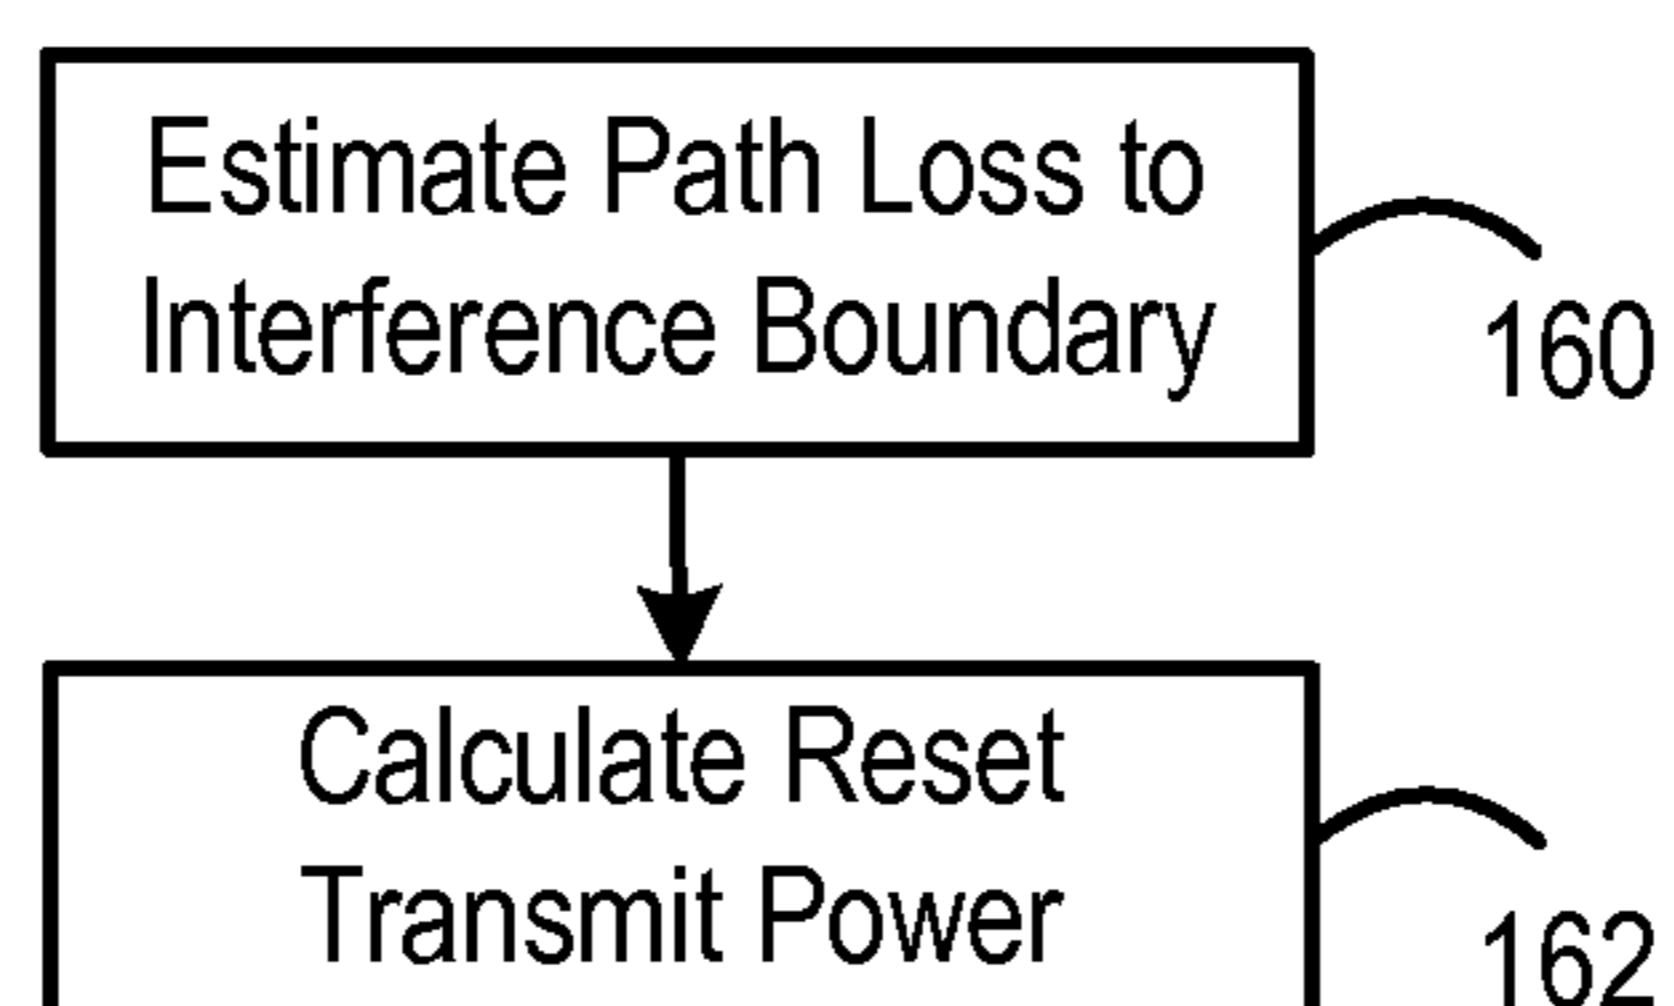 Estimate Path Loss to
Interference Boundary
160
Calculate Reset
Transmit Power
162